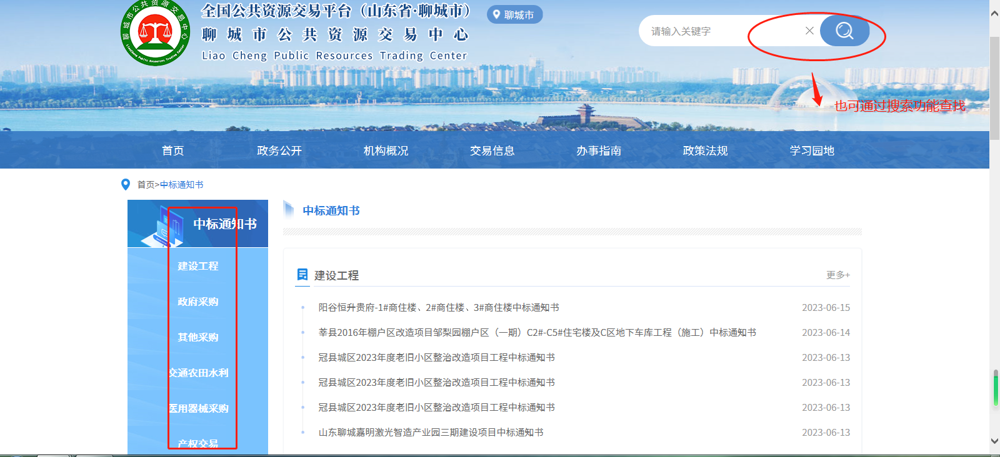 聊城市公共资源交易中心
LiaoCheng Public Resources Trading Center
全国公共资源交易平台（山东省·聊城市）
聊城市公共资源交易中心
Liao Cheng Public Resources Trading Center
聊城市
请输入关键字
也可通过搜索功能查找
首页
政务公开
机构概况
交易信息
办事指南
政策法规
学习园地
首页>中标通知书
中标通知书
建设工程
政府采购
其他采购
交通农田水利
医用器械采购
产权交易
中标通知书
建设工程
更多+
阳谷恒升贵府-1#商住楼、2#商住楼、3#商住楼中标通知书 2023-06-15
莘县2016年棚户区改造项目邹梨园棚户区（一期）C2#-C5#住宅楼及C区地下车库工程（施工）中标通知书 2023-06-14
冠县城区2023年度老旧小区整治改造项目工程中标通知书 2023-06-13
冠县城区2023年度老旧小区整治改造项目工程中标通知书 2023-06-13
冠县城区2023年度老旧小区整治改造项目工程中标通知书 2023-06-13
山东聊城嘉明激光智造产业园三期建设项目中标通知书 2023-06-13